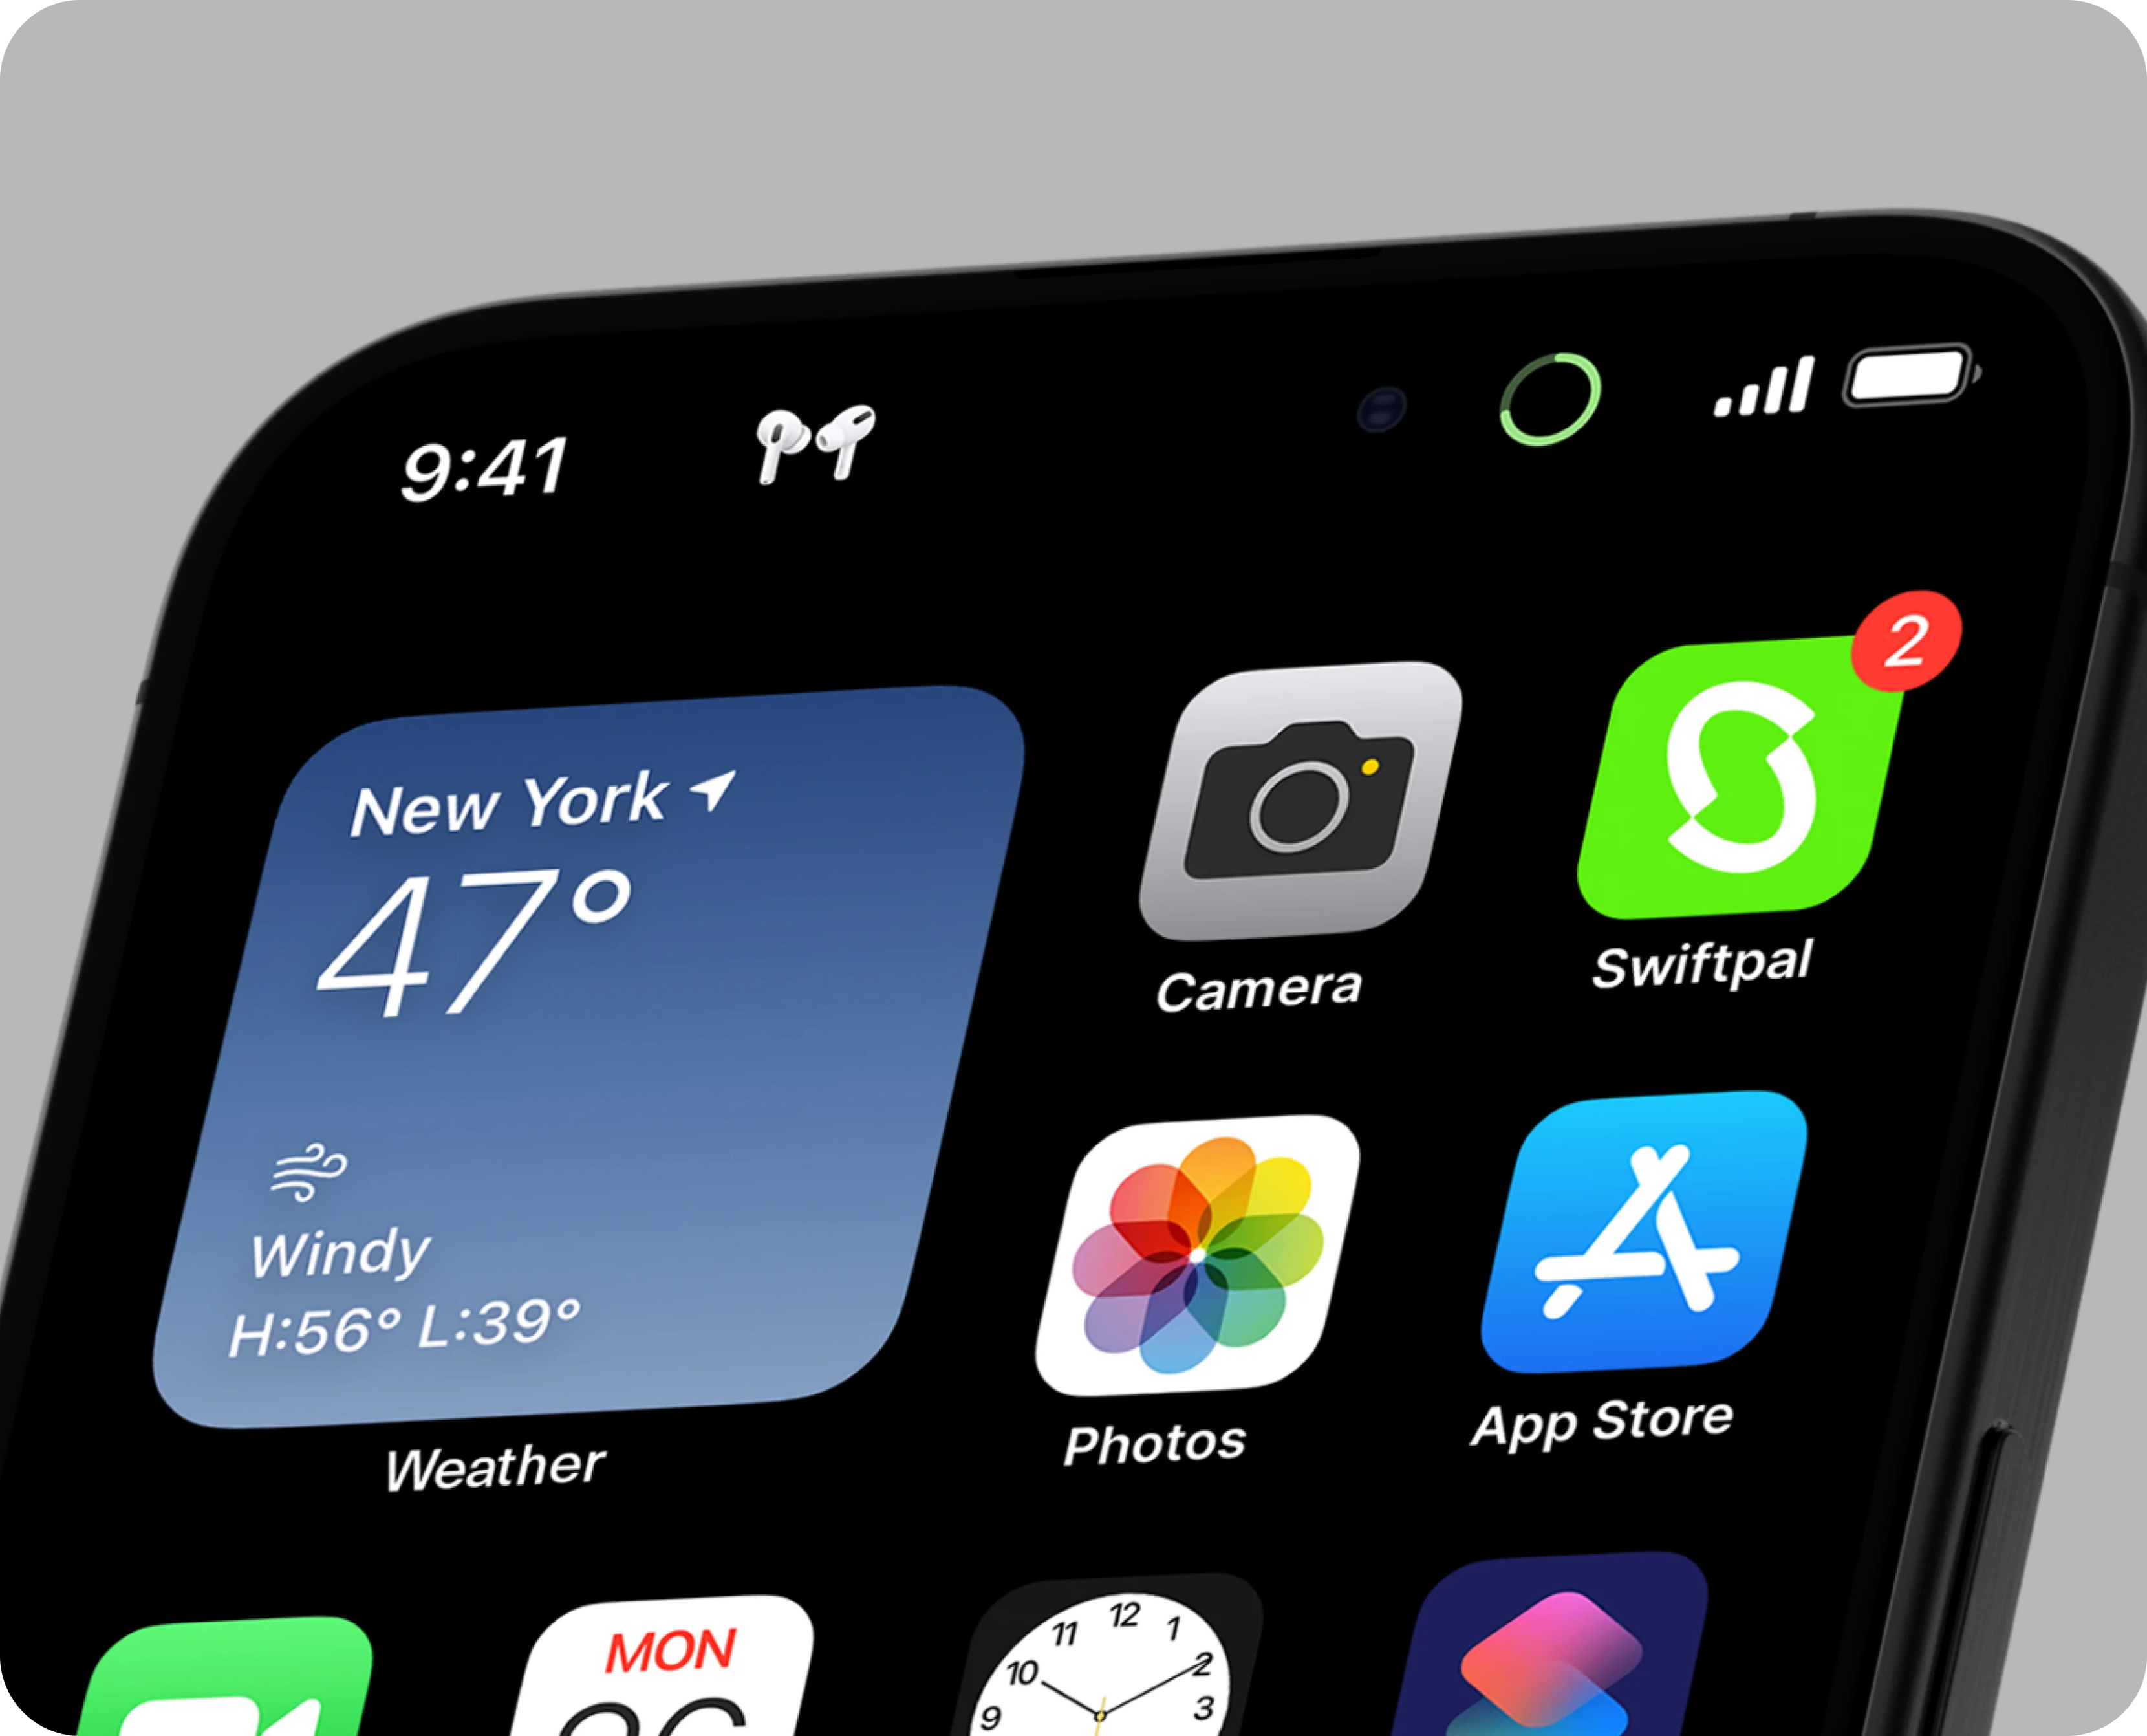 9:41
2
New York
47°
Windy
H:56° L:39°
Weather
Camera
Swiftpal
Photos
App Store
MON
12
11
1
10
2
9
3